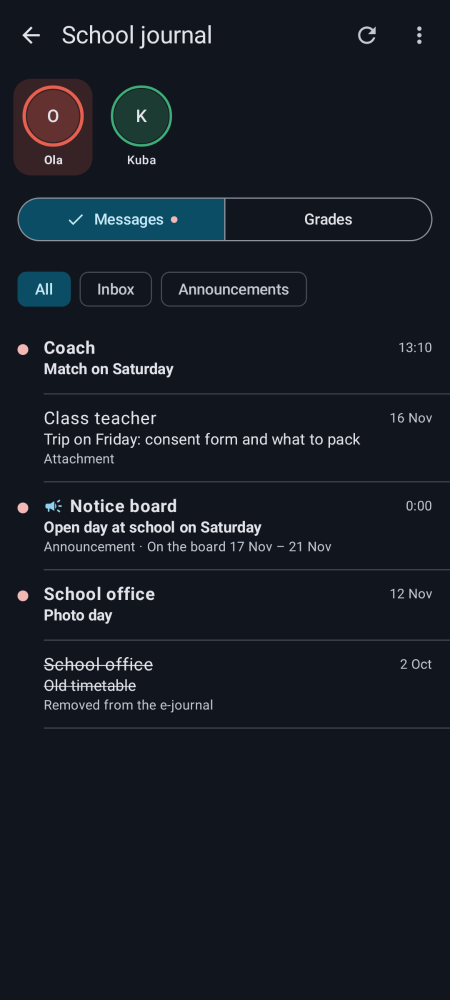 School journal
O
K
Ola
Kuba
Messages
Grades
All
Inbox
Announcements
Coach
13:10
Match on Saturday
Class teacher
16 Nov
Trip on Friday: consent form and what to pack
Attachment
Notice board
0:00
Open day at school on Saturday
Announcement · On the board 17 Nov – 21 Nov
School office
12 Nov
Photo day
School office
2 Oct
Old timetable
Removed from the e-journal